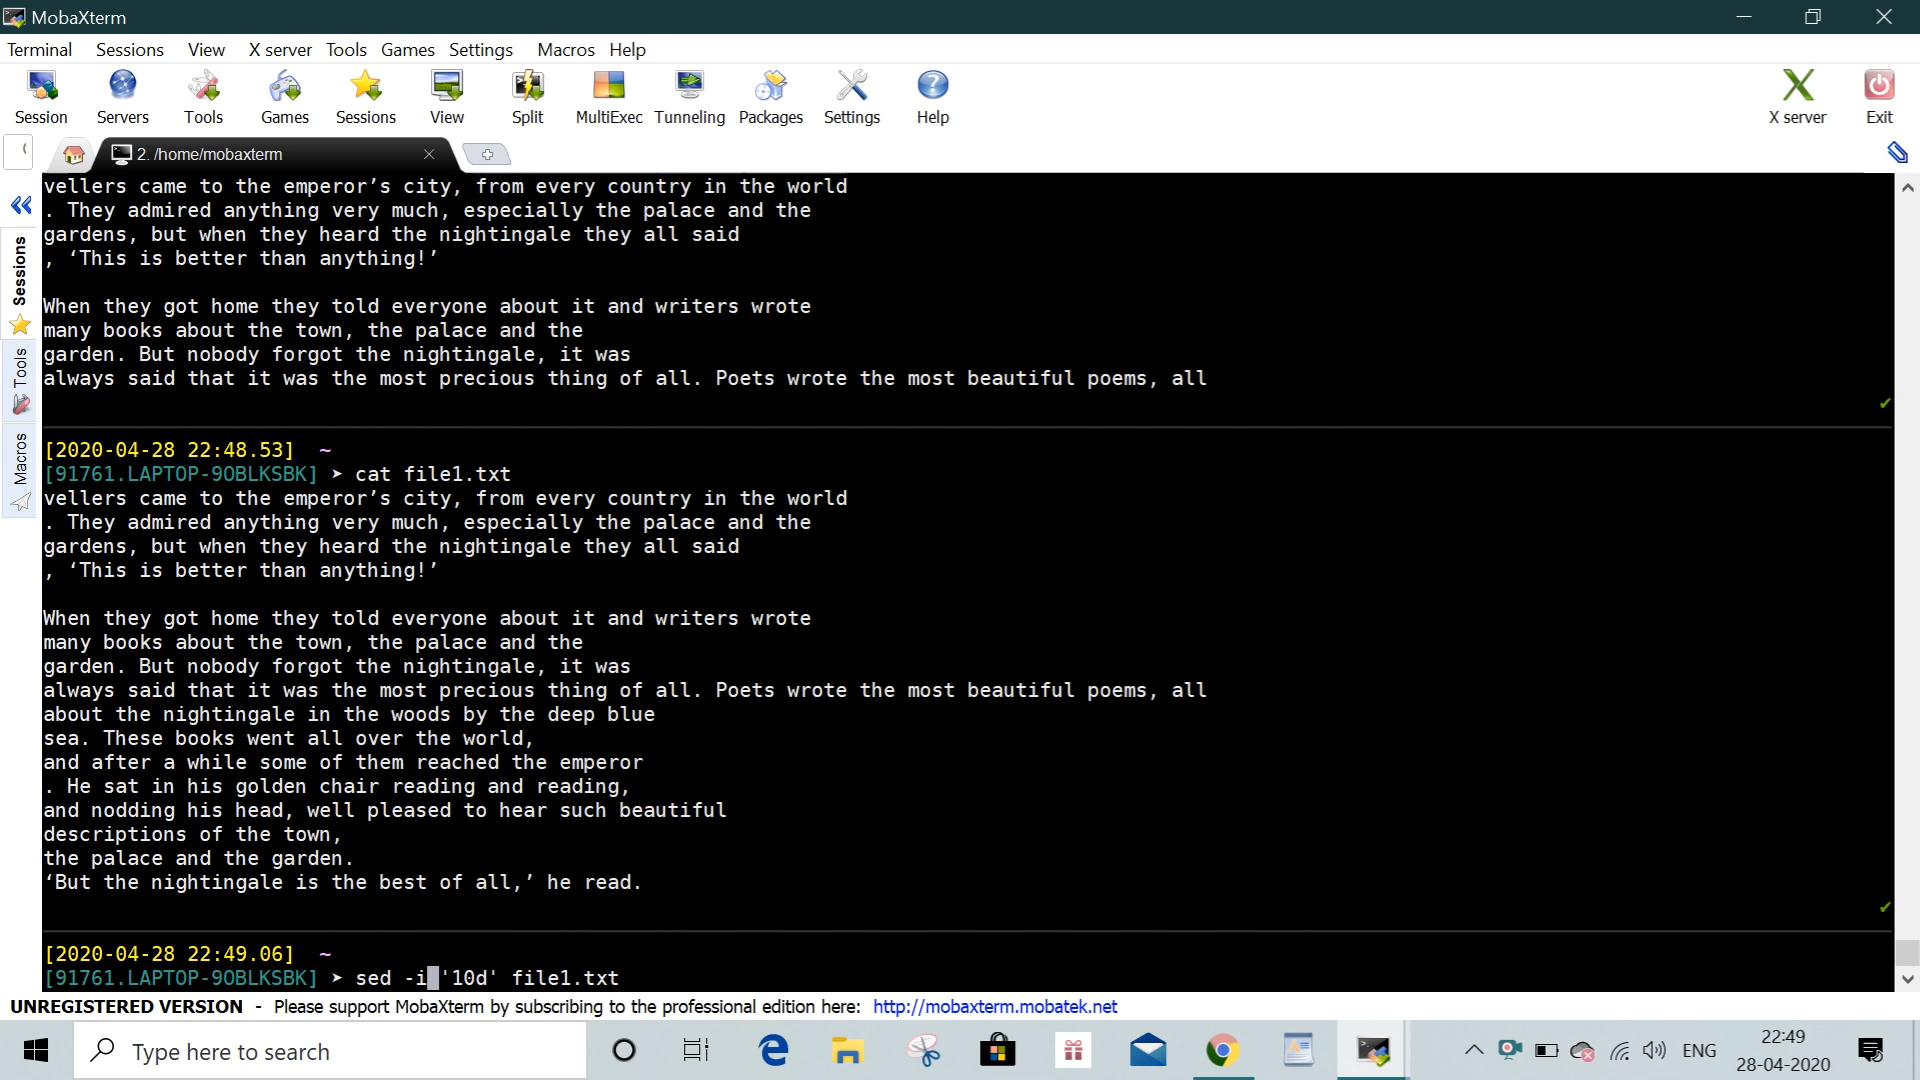 MobaXterm
Terminal Sessions View X server Tools Games Settings Macros Help
Session Servers Tools Games Sessions View Split MultiExec Tunneling Packages Settings Help X server Exit
2. /home/mobaxterm
Sessions
Tools
Macros
vellers came to the emperor’s city, from every country in the world
. They admired anything very much, especially the palace and the
gardens, but when they heard the nightingale they all said
, ‘This is better than anything!’
When they got home they told everyone about it and writers wrote
many books about the town, the palace and the
garden. But nobody forgot the nightingale, it was
always said that it was the most precious thing of all. Poets wrote the most beautiful poems, all
[2020-04-28 22:48.53] ~
[91761.LAPTOP-9OBLKSBK] ➤ cat file1.txt
vellers came to the emperor’s city, from every country in the world
. They admired anything very much, especially the palace and the
gardens, but when they heard the nightingale they all said
, ‘This is better than anything!’
When they got home they told everyone about it and writers wrote
many books about the town, the palace and the
garden. But nobody forgot the nightingale, it was
always said that it was the most precious thing of all. Poets wrote the most beautiful poems, all
about the nightingale in the woods by the deep blue
sea. These books went all over the world,
and after a while some of them reached the emperor
. He sat in his golden chair reading and reading,
and nodding his head, well pleased to hear such beautiful
descriptions of the town,
the palace and the garden.
‘But the nightingale is the best of all,’ he read.
[2020-04-28 22:49.06] ~
[91761.LAPTOP-9OBLKSBK] ➤ sed -i '10d' file1.txt
UNREGISTERED VERSION - Please support MobaXterm by subscribing to the professional edition here: http://mobaxterm.mobatek.net
Type here to search
ENG
22:49
28-04-2020